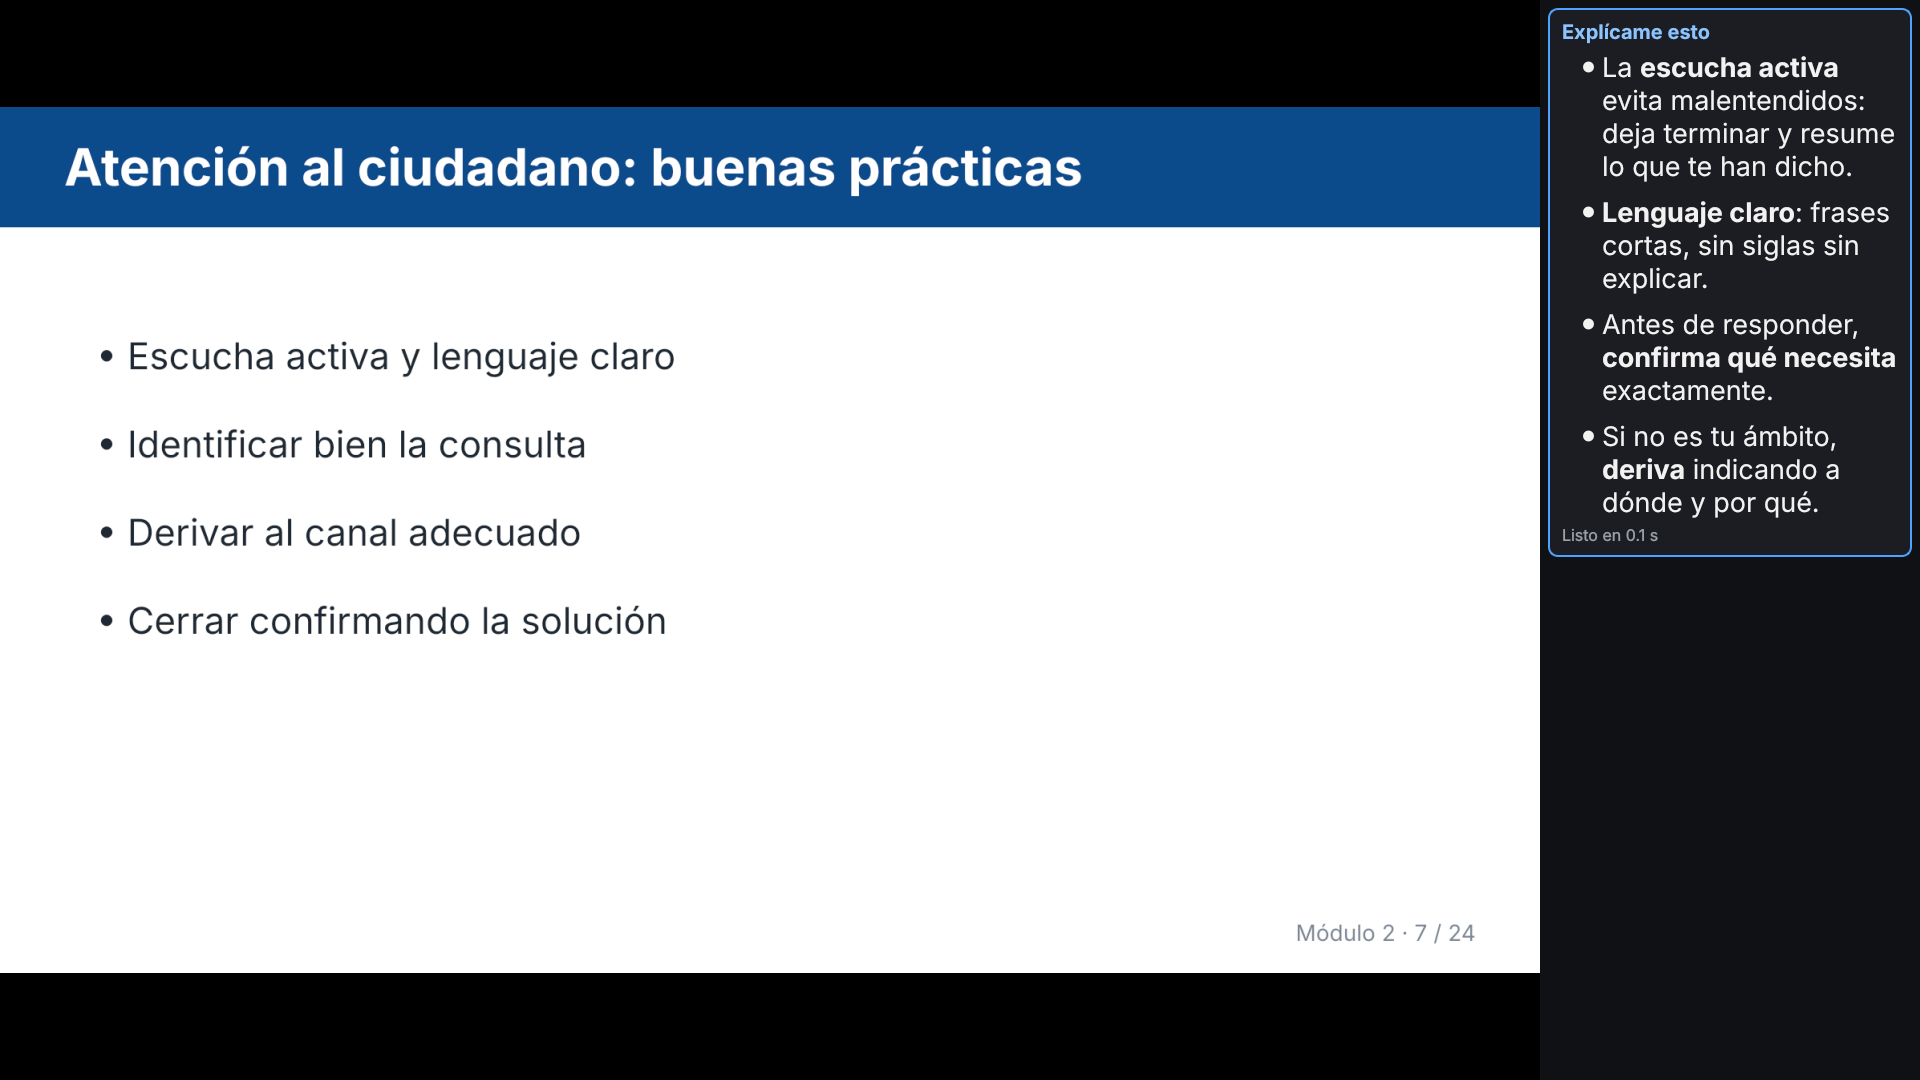 Atención al ciudadano: buenas prácticas
• Escucha activa y lenguaje claro
• Identificar bien la consulta
• Derivar al canal adecuado
• Cerrar confirmando la solución
Módulo 2 · 7 / 24
Explícame esto
• La escucha activa
evita malentendidos:
deja terminar y resume
lo que te han dicho.
• Lenguaje claro: frases
cortas, sin siglas sin
explicar.
• Antes de responder,
confirma qué necesita
exactamente.
• Si no es tu ámbito,
deriva indicando a
dónde y por qué.
Listo en 0.1 s